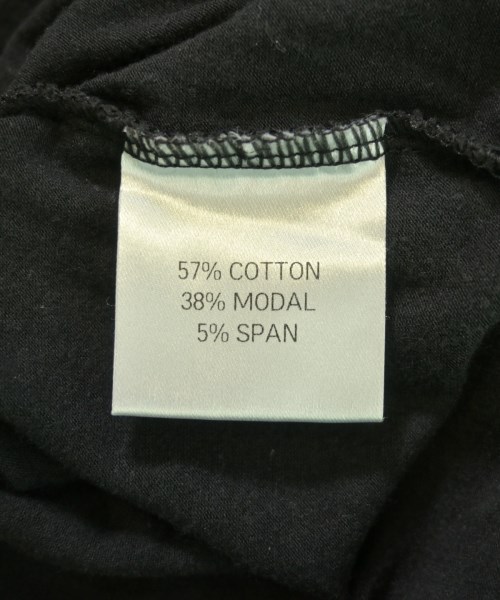 57% COTTON
38% MODAL
5% SPAN